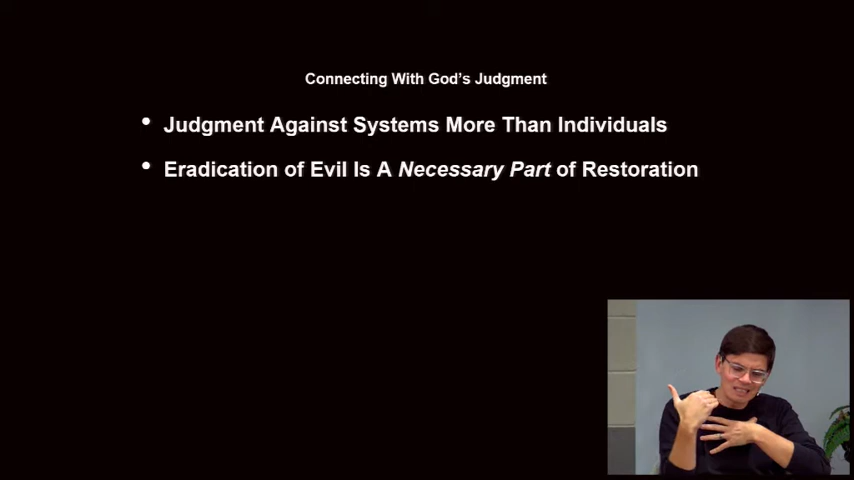 Connecting With God's Judgment
• Judgment Against Systems More Than Individuals
• Eradication of Evil Is A Necessary Part of Restoration